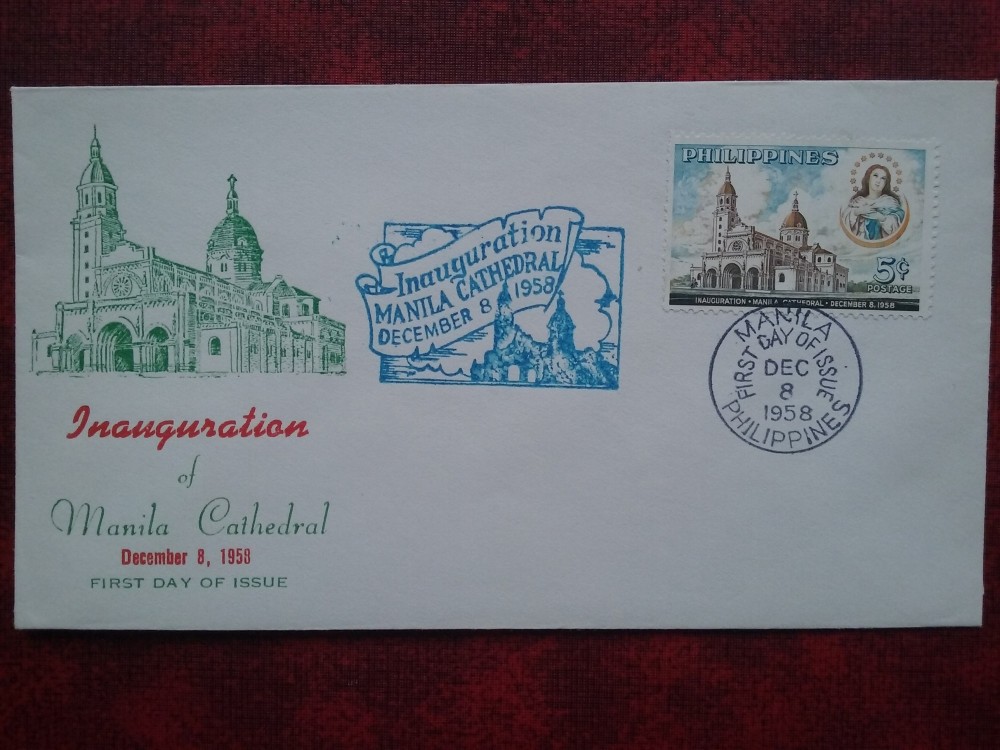 Inauguration
of
Manila Cathedral
December 8, 1958
FIRST DAY OF ISSUE
Inauguration
MANILA CATHEDRAL
DECEMBER 8 1958
PHILIPPINES
5¢
POSTAGE
INAUGURATION • MANILA CATHEDRAL • DECEMBER 8, 1958
MANILA
FIRST DAY OF ISSUE
DEC
8
1958
PHILIPPINES